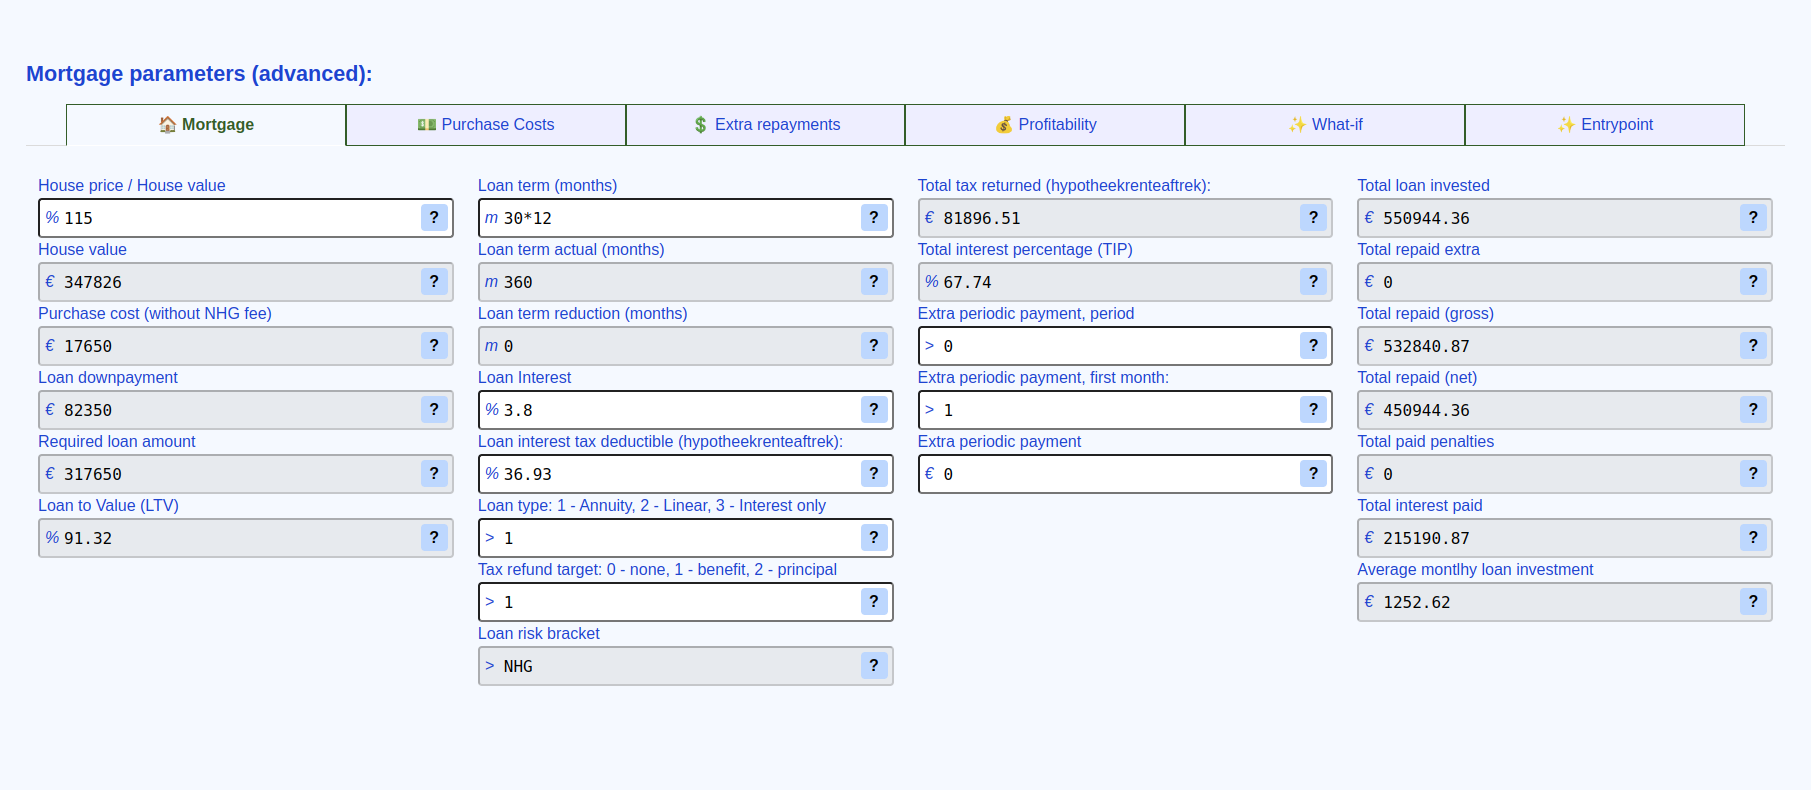 Mortgage parameters (advanced):
🏠 Mortgage
💵 Purchase Costs
💲 Extra repayments
💰 Profitability
✨ What-if
✨ Entrypoint
House price / House value
% 115 ?
House value
€ 347826 ?
Purchase cost (without NHG fee)
€ 17650 ?
Loan downpayment
€ 82350 ?
Required loan amount
€ 317650 ?
Loan to Value (LTV)
% 91.32 ?
Loan term (months)
m 30*12 ?
Loan term actual (months)
m 360 ?
Loan term reduction (months)
m 0 ?
Loan Interest
% 3.8 ?
Loan interest tax deductible (hypotheekrenteaftrek):
% 36.93 ?
Loan type: 1 - Annuity, 2 - Linear, 3 - Interest only
> 1 ?
Tax refund target: 0 - none, 1 - benefit, 2 - principal
> 1 ?
Loan risk bracket
> NHG ?
Total tax returned (hypotheekrenteaftrek):
€ 81896.51 ?
Total interest percentage (TIP)
% 67.74 ?
Extra periodic payment, period
> 0 ?
Extra periodic payment, first month:
> 1 ?
Extra periodic payment
€ 0 ?
Total loan invested
€ 550944.36 ?
Total repaid extra
€ 0 ?
Total repaid (gross)
€ 532840.87 ?
Total repaid (net)
€ 450944.36 ?
Total paid penalties
€ 0 ?
Total interest paid
€ 215190.87 ?
Average montlhy loan investment
€ 1252.62 ?